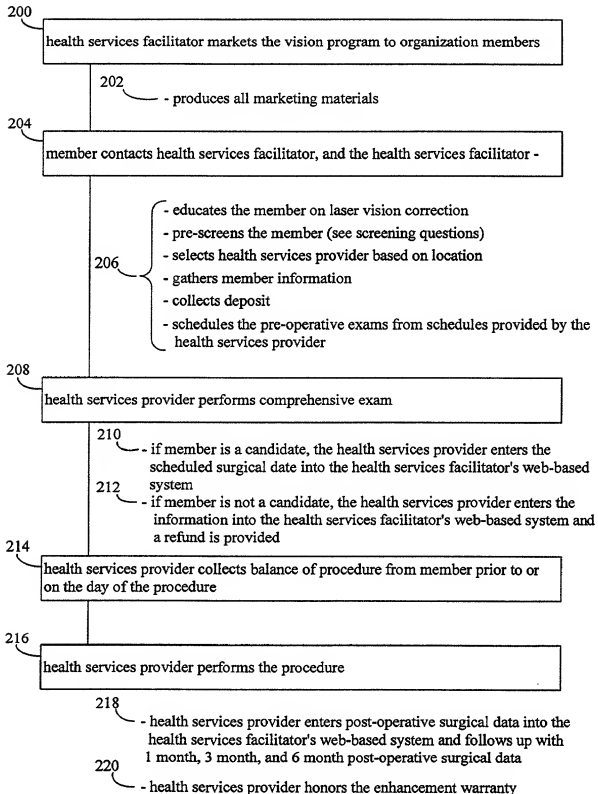 200
health services facilitator markets the vision program to organization members
202
- produces all marketing materials
204
member contacts health services facilitator, and the health services facilitator -
- educates the member on laser vision correction
- pre-screens the member (see screening questions)
- selects health services provider based on location
206
- gathers member information
- collects deposit
- schedules the pre-operative exams from schedules provided by the
health services provider
208
health services provider performs comprehensive exam
210
- if member is a candidate, the health services provider enters the
scheduled surgical date into the health services facilitator's web-based
system
212
- if member is not a candidate, the health services provider enters the
information into the health services facilitator's web-based system and
a refund is provided
214
health services provider collects balance of procedure from member prior to or
on the day of the procedure
216
health services provider performs the procedure
218
- health services provider enters post-operative surgical data into the
health services facilitator's web-based system and follows up with
1 month, 3 month, and 6 month post-operative surgical data
220
- health services provider honors the enhancement warranty